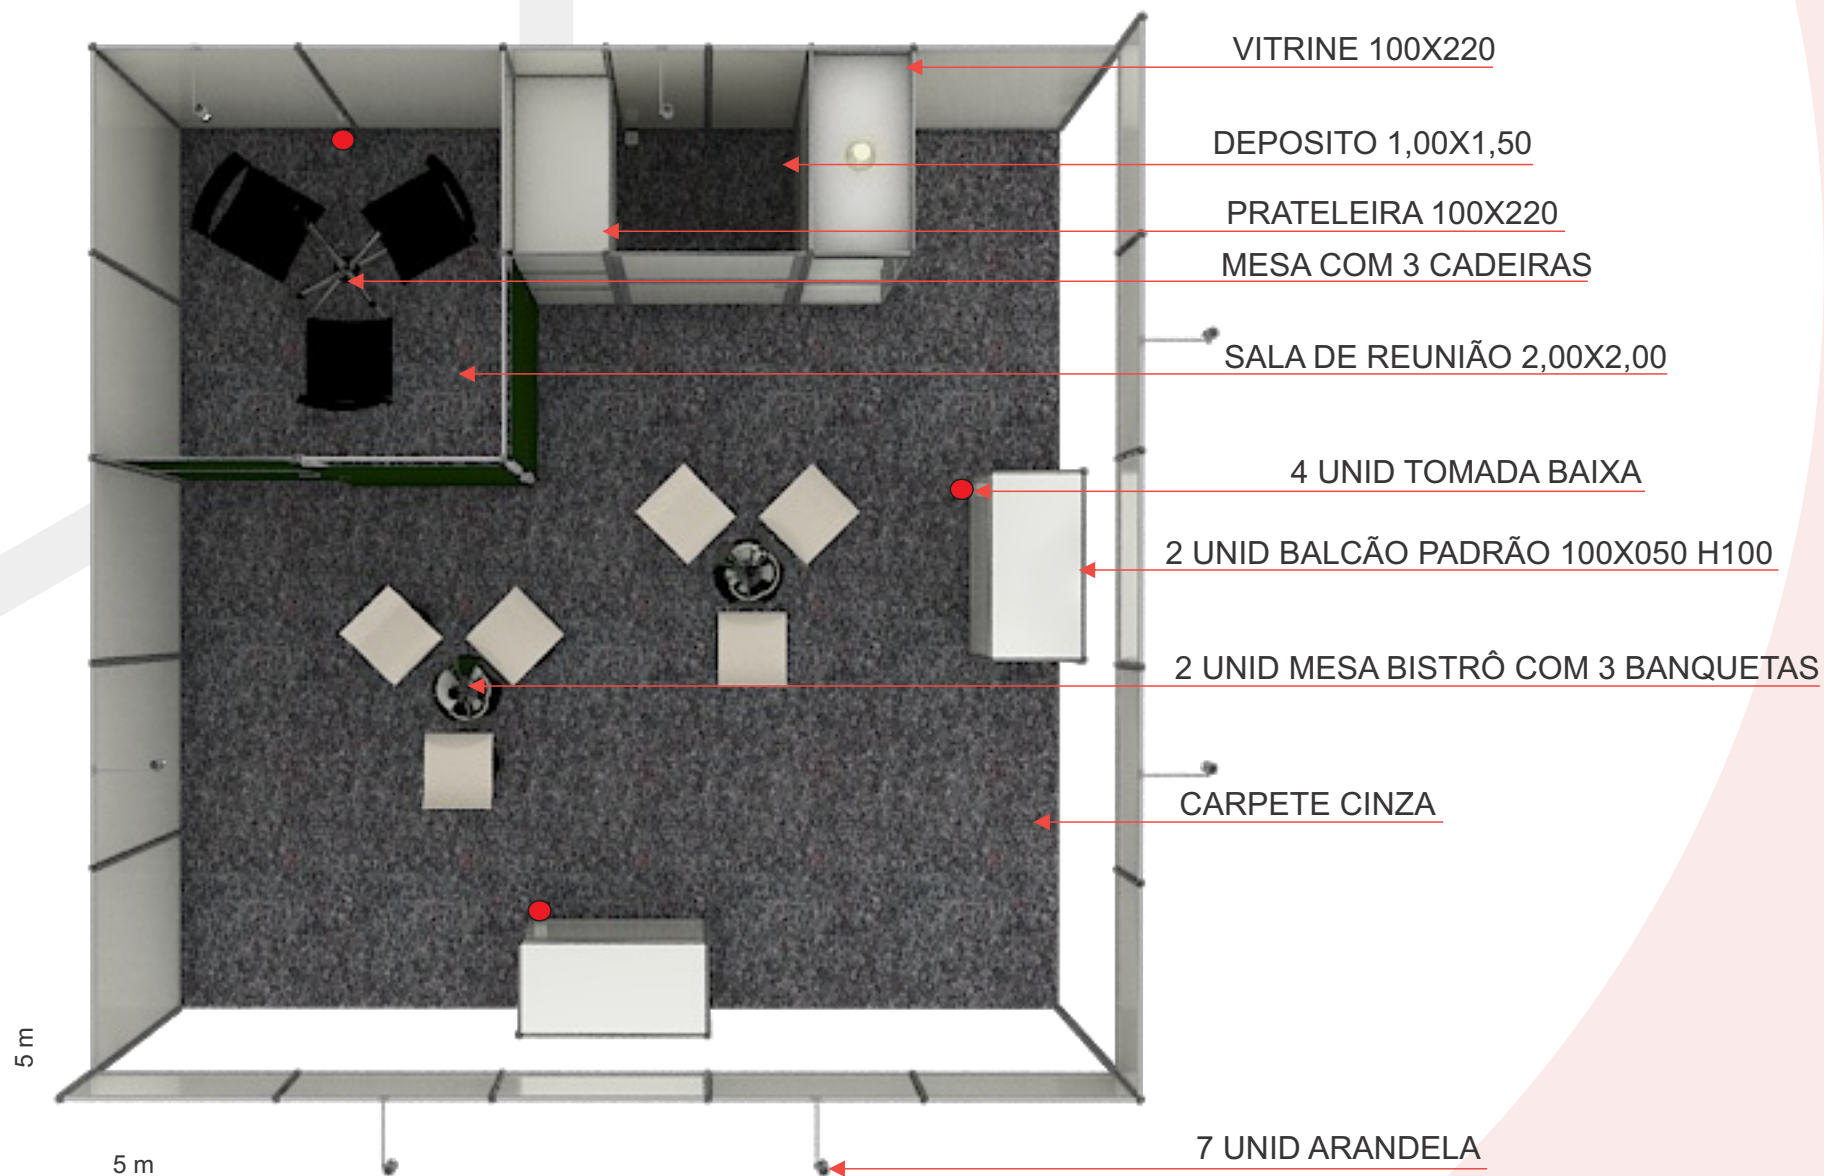 VITRINE 100X220
DEPOSITO 1,00X1,50
PRATELEIRA 100X220
MESA COM 3 CADEIRAS
SALA DE REUNIÃO 2,00X2,00
4 UNID TOMADA BAIXA
2 UNID BALCÃO PADRÃO 100X050 H100
2 UNID MESA BISTRÔ COM 3 BANQUETAS
CARPETE CINZA
5 m
7 UNID ARANDELA
5 m